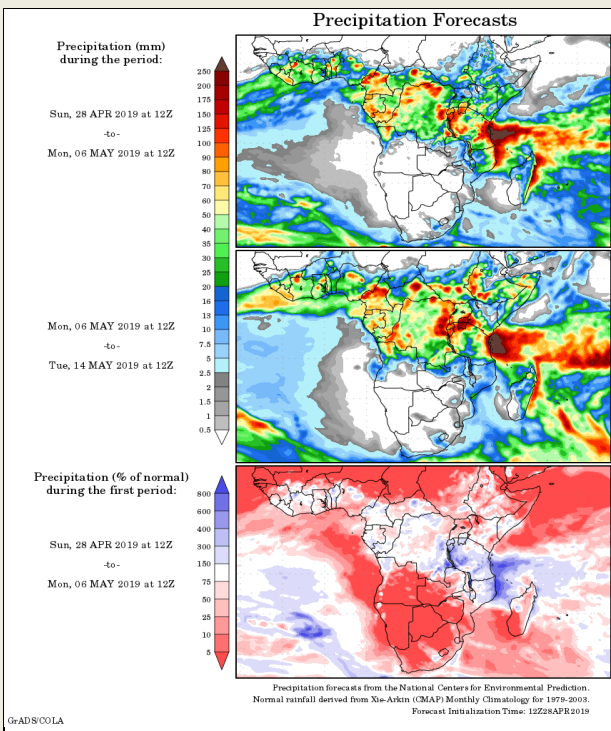 Precipitation Forecasts
Precipitation (mm)
during the period:
Sun, 28 APR 2019 at 12Z
-to-
Mon, 06 MAY 2019 at 12Z
250
200
175
150
125
100
90
80
70
60
50
40
35
30
25
20
16
13
10
7.5
5
2.5
2
1.5
1
0.5
Mon, 06 MAY 2019 at 12Z
-to-
Tue, 14 MAY 2019 at 12Z
Precipitation (% of normal)
during the first period:
Sun, 28 APR 2019 at 12Z
-to-
Mon, 06 MAY 2019 at 12Z
800
600
400
300
150
75
50
25
10
5
Precipitation forecasts from the National Centers for Environmental Prediction.
Normal rainfall derived from Xie-Arkin (CMAP) Monthly Climatology for 1979-2003.
Forecast Initialization Time: 12Z28APR2019
GrADS/COLA